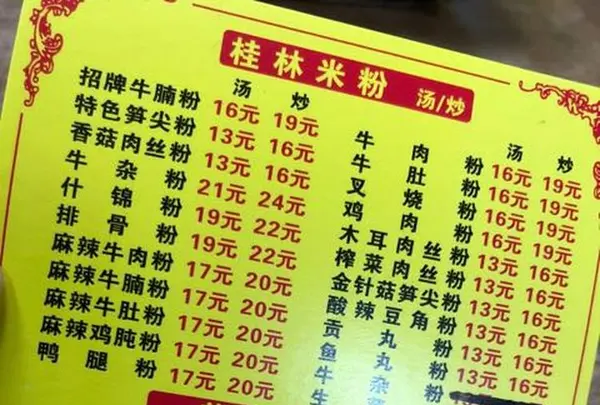 桂林米粉 汤/炒
汤 炒
招牌牛腩粉 16元 19元
特色笋尖粉 13元 16元
香菇肉丝粉 13元 16元
牛杂粉 21元 24元
什锦粉 19元 22元
排骨粉 19元 22元
麻辣牛肉粉 17元 20元
麻辣牛腩粉 17元 20元
麻辣牛肚粉 17元 20元
麻辣鸡肫粉 17元 20元
鸭腿粉 17元 20元
汤 炒
牛肉粉 16元 19元
牛肚粉 16元 19元
叉烧粉 16元 19元
鸡肉粉 16元 19元
木耳肉丝粉 13元 16元
榨菜肉丝粉 13元 16元
金针菇笋尖粉 13元 16元
酸辣豆角粉 13元 16元
贡丸粉 13元 16元
鱼丸粉 16元
牛杂